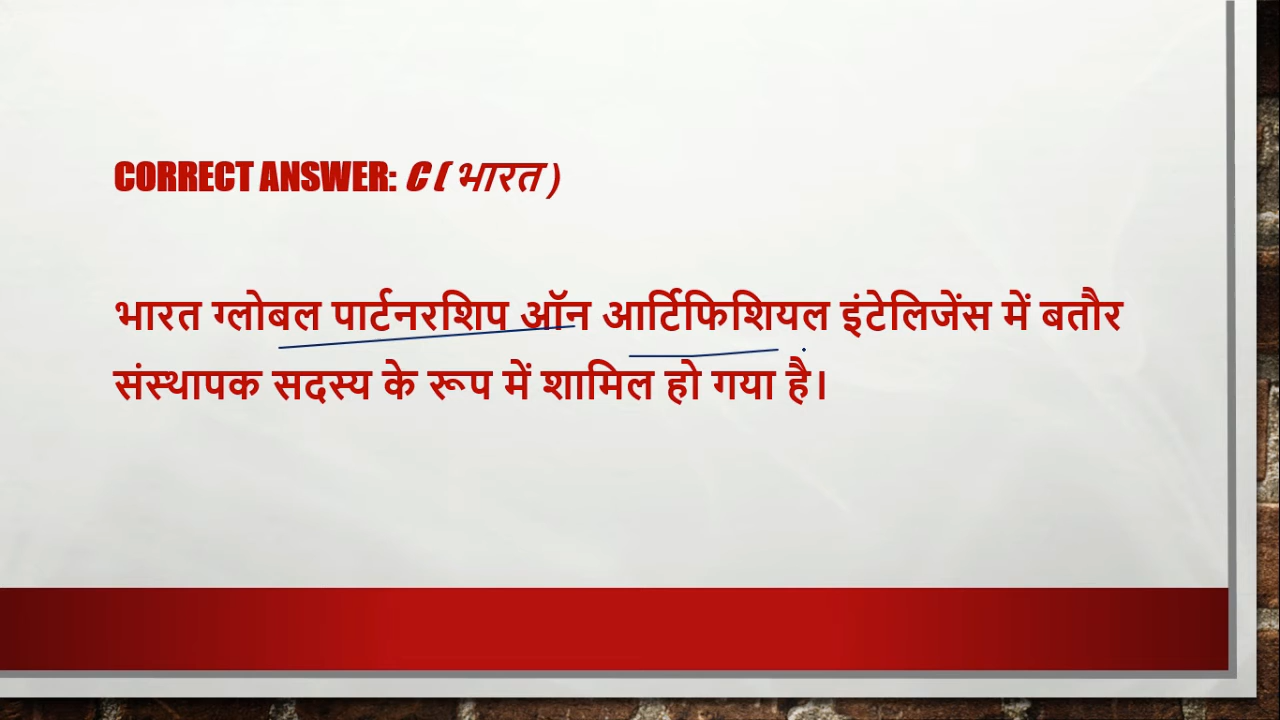 CORRECT ANSWER: C ( भारत )
भारत ग्लोबल पार्टनरशिप ऑन आर्टिफिशियल इंटेलिजेंस में बतौर
संस्थापक सदस्य के रूप में शामिल हो गया है।